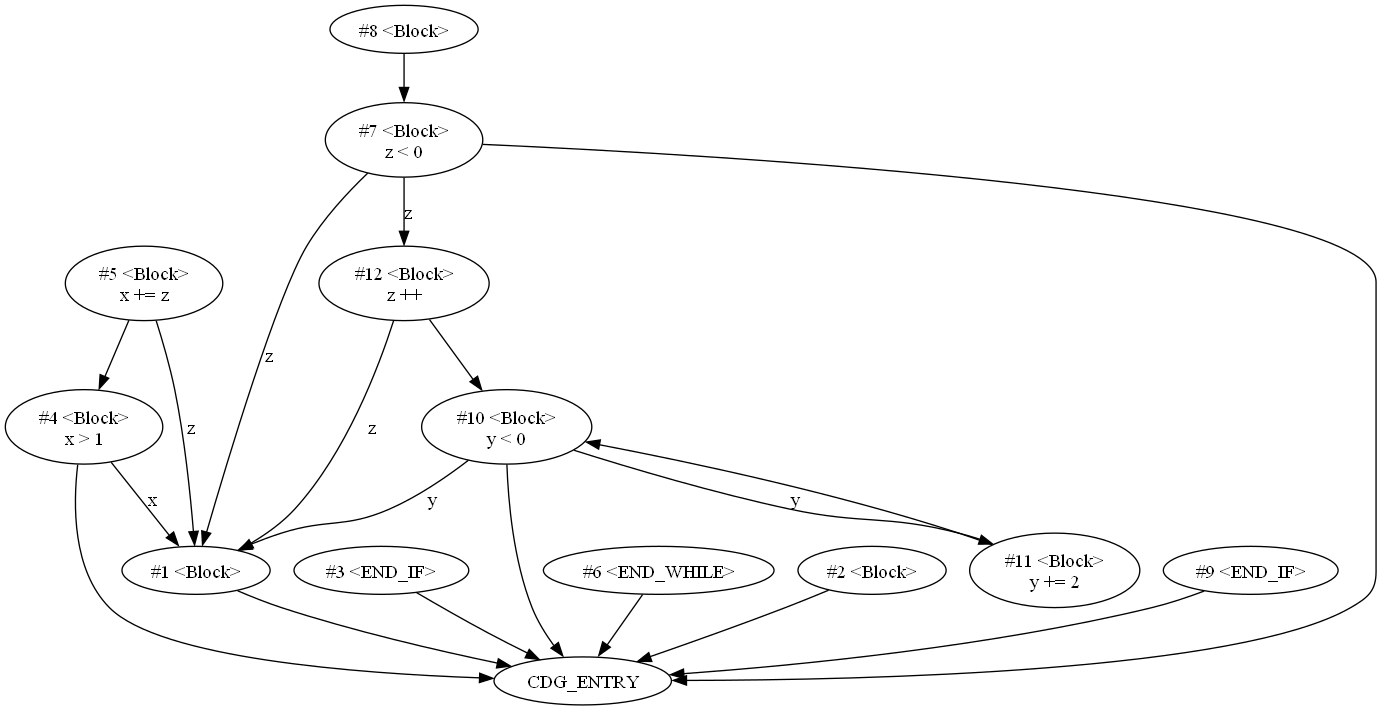 #8 <Block>
#7 <Block>
z < 0
z
#5 <Block>
x += z
#12 <Block>
z ++
z
#4 <Block>
x > 1
z
z
#10 <Block>
y < 0
x
y
y
#1 <Block>
#3 <END_IF>
#6 <END_WHILE>
#2 <Block>
#11 <Block>
y += 2
#9 <END_IF>
CDG_ENTRY